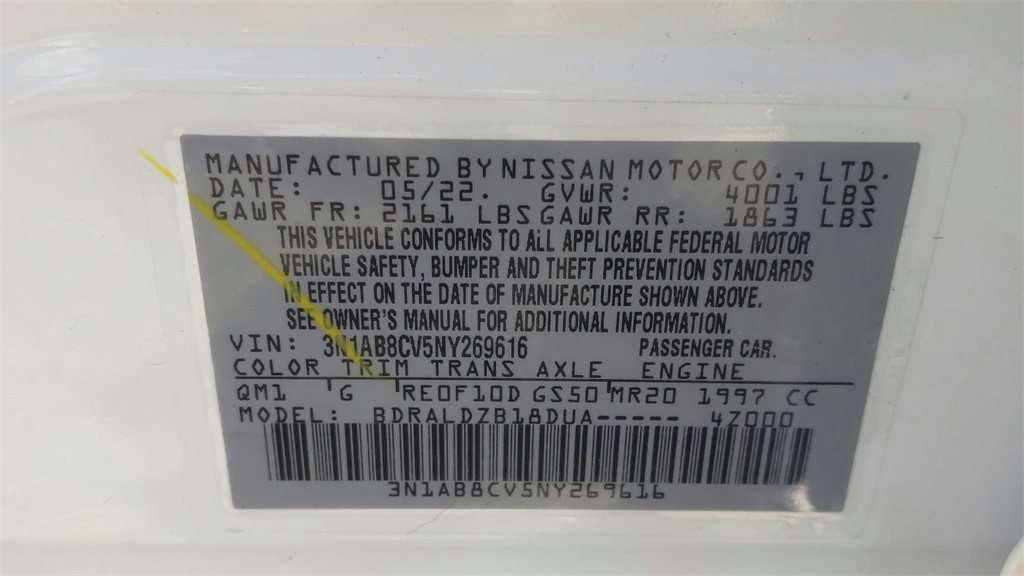 MANUFACTURED BY NISSAN MOTOR CO., LTD.
DATE: 05/22. GVWR: 4001 LBS
GAWR FR: 2161 LBS GAWR RR: 1863 LBS
THIS VEHICLE CONFORMS TO ALL APPLICABLE FEDERAL MOTOR
VEHICLE SAFETY, BUMPER AND THEFT PREVENTION STANDARDS
IN EFFECT ON THE DATE OF MANUFACTURE SHOWN ABOVE.
SEE OWNER'S MANUAL FOR ADDITIONAL INFORMATION.
VIN: 3N1AB8CV5NY269616 PASSENGER CAR.
COLOR TRIM TRANS AXLE ENGINE
QM1 G RE0F10D GS50 MR20 1997 CC
MODEL: BDRALDZB18DUA----- 4Z000
3N1AB8CV5NY269616